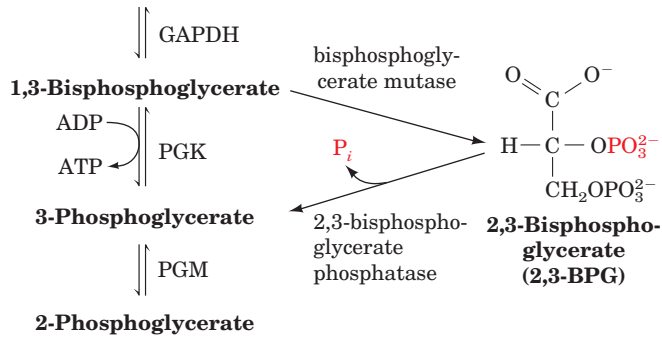 GAPDH
1,3-Bisphosphoglycerate
bisphosphogly-
cerate mutase
ADP
ATP
PGK
3-Phosphoglycerate
PGM
2-Phosphoglycerate
P_i
2,3-bisphospho-
glycerate
phosphatase
O O⁻
C
H—C—OPO₃²⁻
CH₂OPO₃²⁻
2,3-Bisphospho-
glycerate
(2,3-BPG)